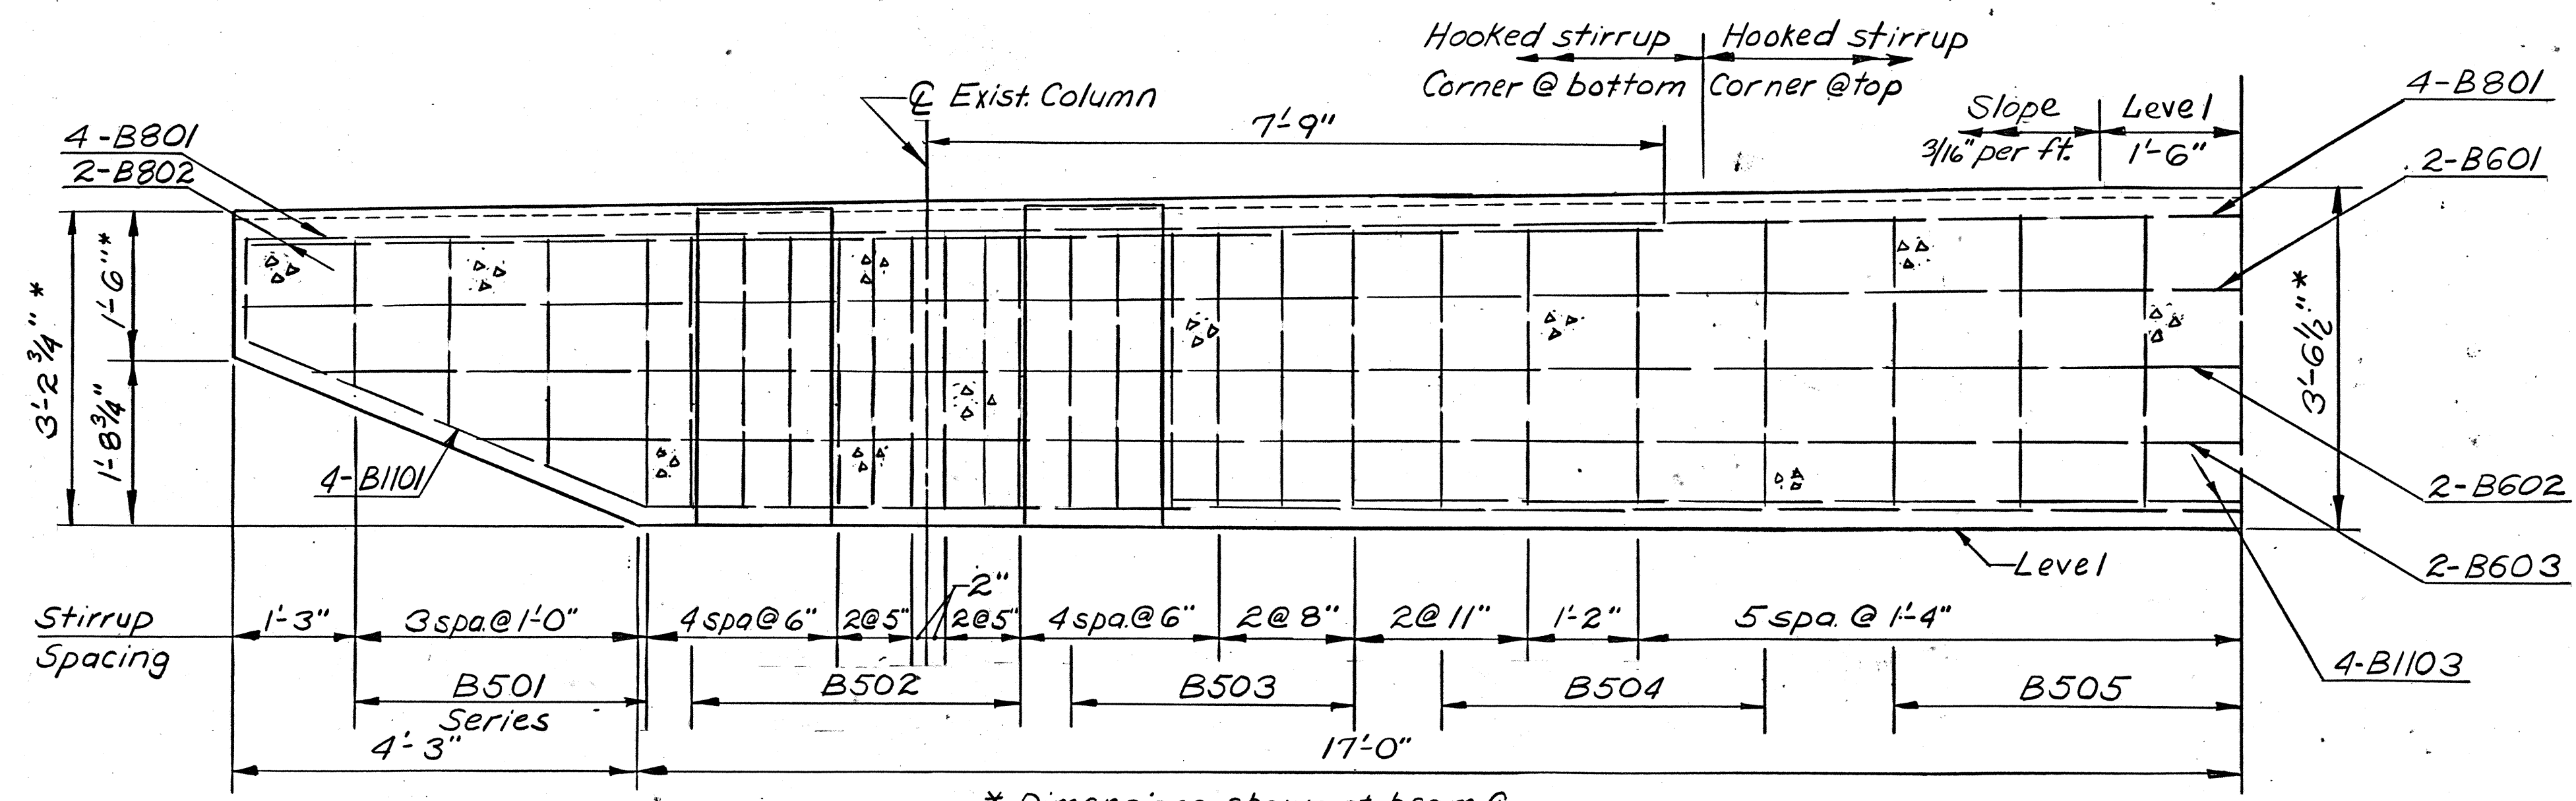 Hooked stirrup Hooked stirrup
Corner @ bottom Corner @ top
℄ Exist. Column
7'-9"
Slope Level
3/16" per ft. 1'-6"
4-B801
2-B601
4-B801
2-B802
3'-2 3/4" *
1'-6" *
1'-8 3/4"
4-B1101
3'-6 1/2" *
2-B602
2-B603
4-B1103
Level
2"
Stirrup
Spacing
1'-3" 3 spa. @ 1'-0" 4 spa @ 6" 2 @ 5" 2 @ 5" 4 spa. @ 6" 2 @ 8" 2 @ 11" 1'-2" 5 spa. @ 1'-4"
B501
Series
B502 B503 B504 B505
4'-3" 17'-0"
* Dimensions shown at beam ℄